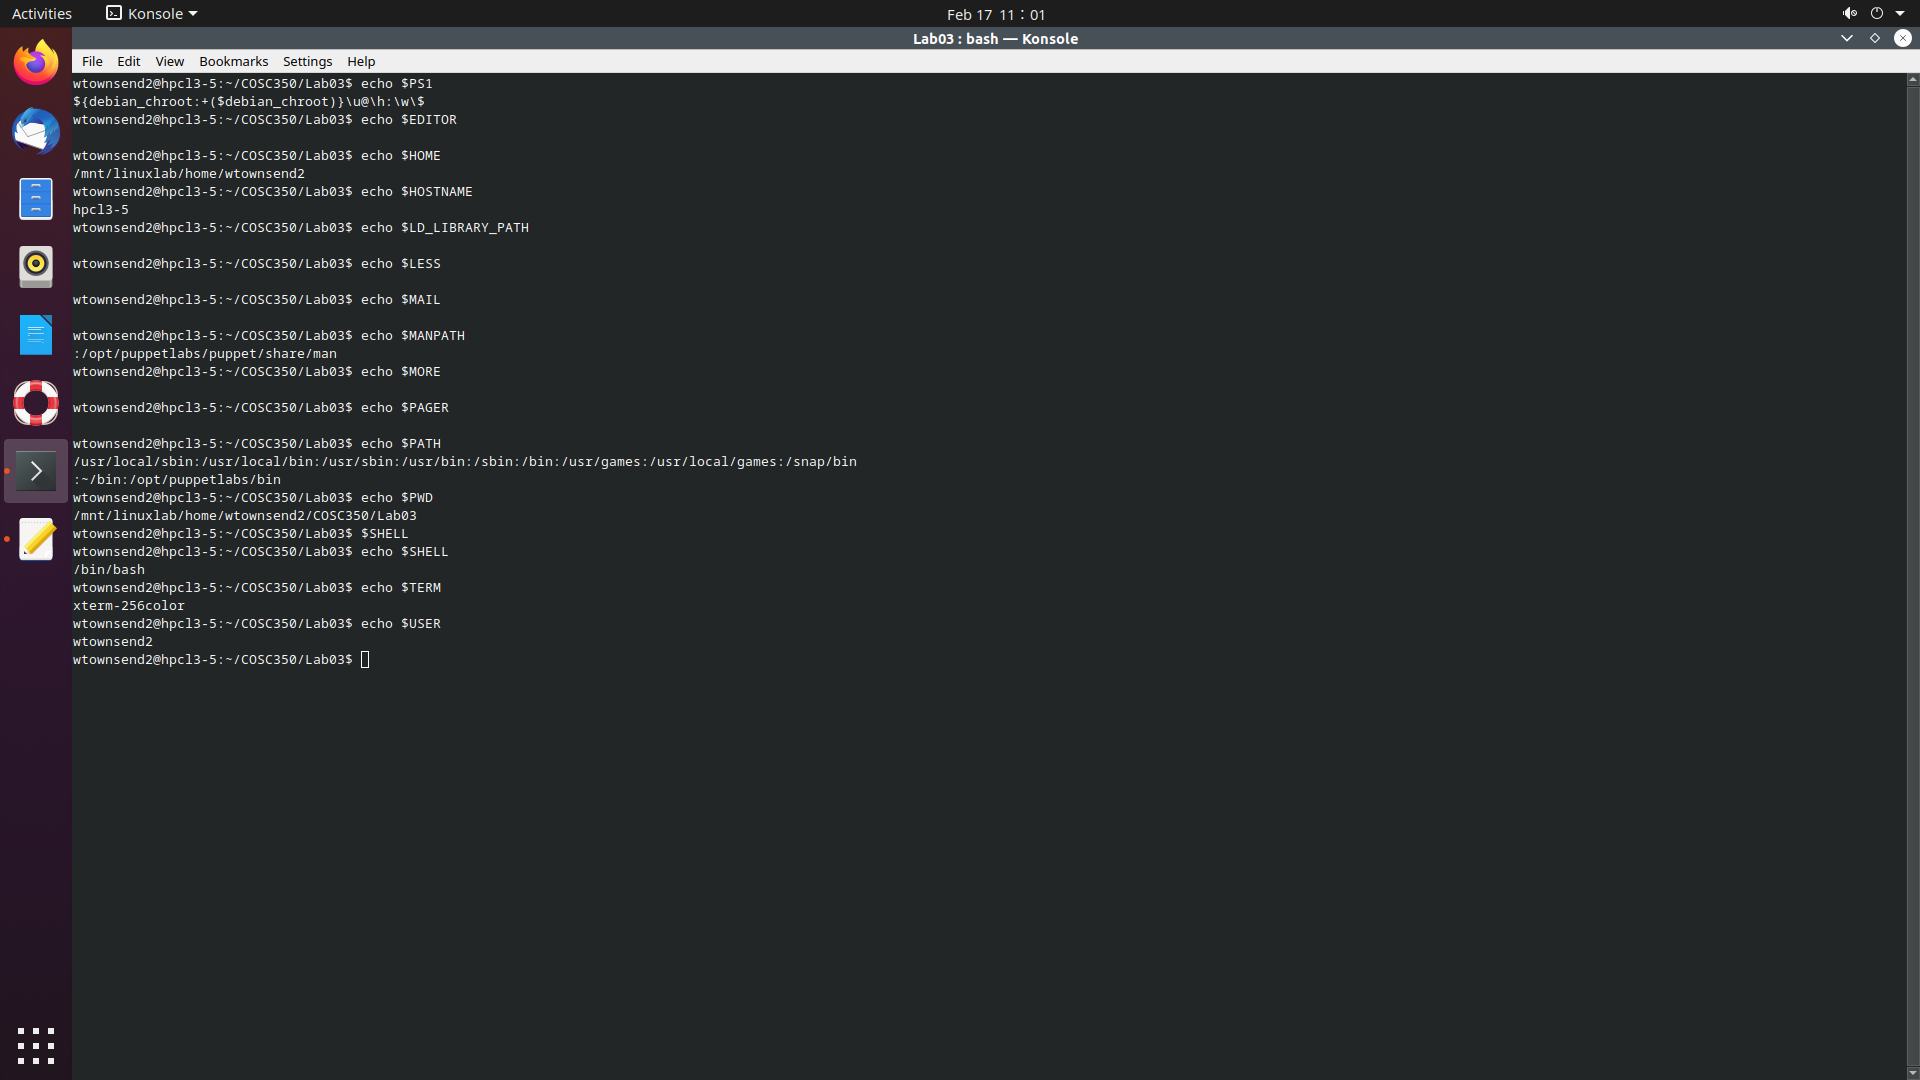 Activities
Konsole
Feb 17 11:01
Lab03 : bash — Konsole
File Edit View Bookmarks Settings Help
wtownsend2@hpcl3-5:~/COSC350/Lab03$ echo $PS1
${debian_chroot:+($debian_chroot)}\u@\h:\w\$
wtownsend2@hpcl3-5:~/COSC350/Lab03$ echo $EDITOR
wtownsend2@hpcl3-5:~/COSC350/Lab03$ echo $HOME
/mnt/linuxlab/home/wtownsend2
wtownsend2@hpcl3-5:~/COSC350/Lab03$ echo $HOSTNAME
hpcl3-5
wtownsend2@hpcl3-5:~/COSC350/Lab03$ echo $LD_LIBRARY_PATH
wtownsend2@hpcl3-5:~/COSC350/Lab03$ echo $LESS
wtownsend2@hpcl3-5:~/COSC350/Lab03$ echo $MAIL
wtownsend2@hpcl3-5:~/COSC350/Lab03$ echo $MANPATH
:/opt/puppetlabs/puppet/share/man
wtownsend2@hpcl3-5:~/COSC350/Lab03$ echo $MORE
wtownsend2@hpcl3-5:~/COSC350/Lab03$ echo $PAGER
wtownsend2@hpcl3-5:~/COSC350/Lab03$ echo $PATH
/usr/local/sbin:/usr/local/bin:/usr/sbin:/usr/bin:/sbin:/bin:/usr/games:/usr/local/games:/snap/bin
:~/bin:/opt/puppetlabs/bin
wtownsend2@hpcl3-5:~/COSC350/Lab03$ echo $PWD
/mnt/linuxlab/home/wtownsend2/COSC350/Lab03
wtownsend2@hpcl3-5:~/COSC350/Lab03$ $SHELL
wtownsend2@hpcl3-5:~/COSC350/Lab03$ echo $SHELL
/bin/bash
wtownsend2@hpcl3-5:~/COSC350/Lab03$ echo $TERM
xterm-256color
wtownsend2@hpcl3-5:~/COSC350/Lab03$ echo $USER
wtownsend2
wtownsend2@hpcl3-5:~/COSC350/Lab03$